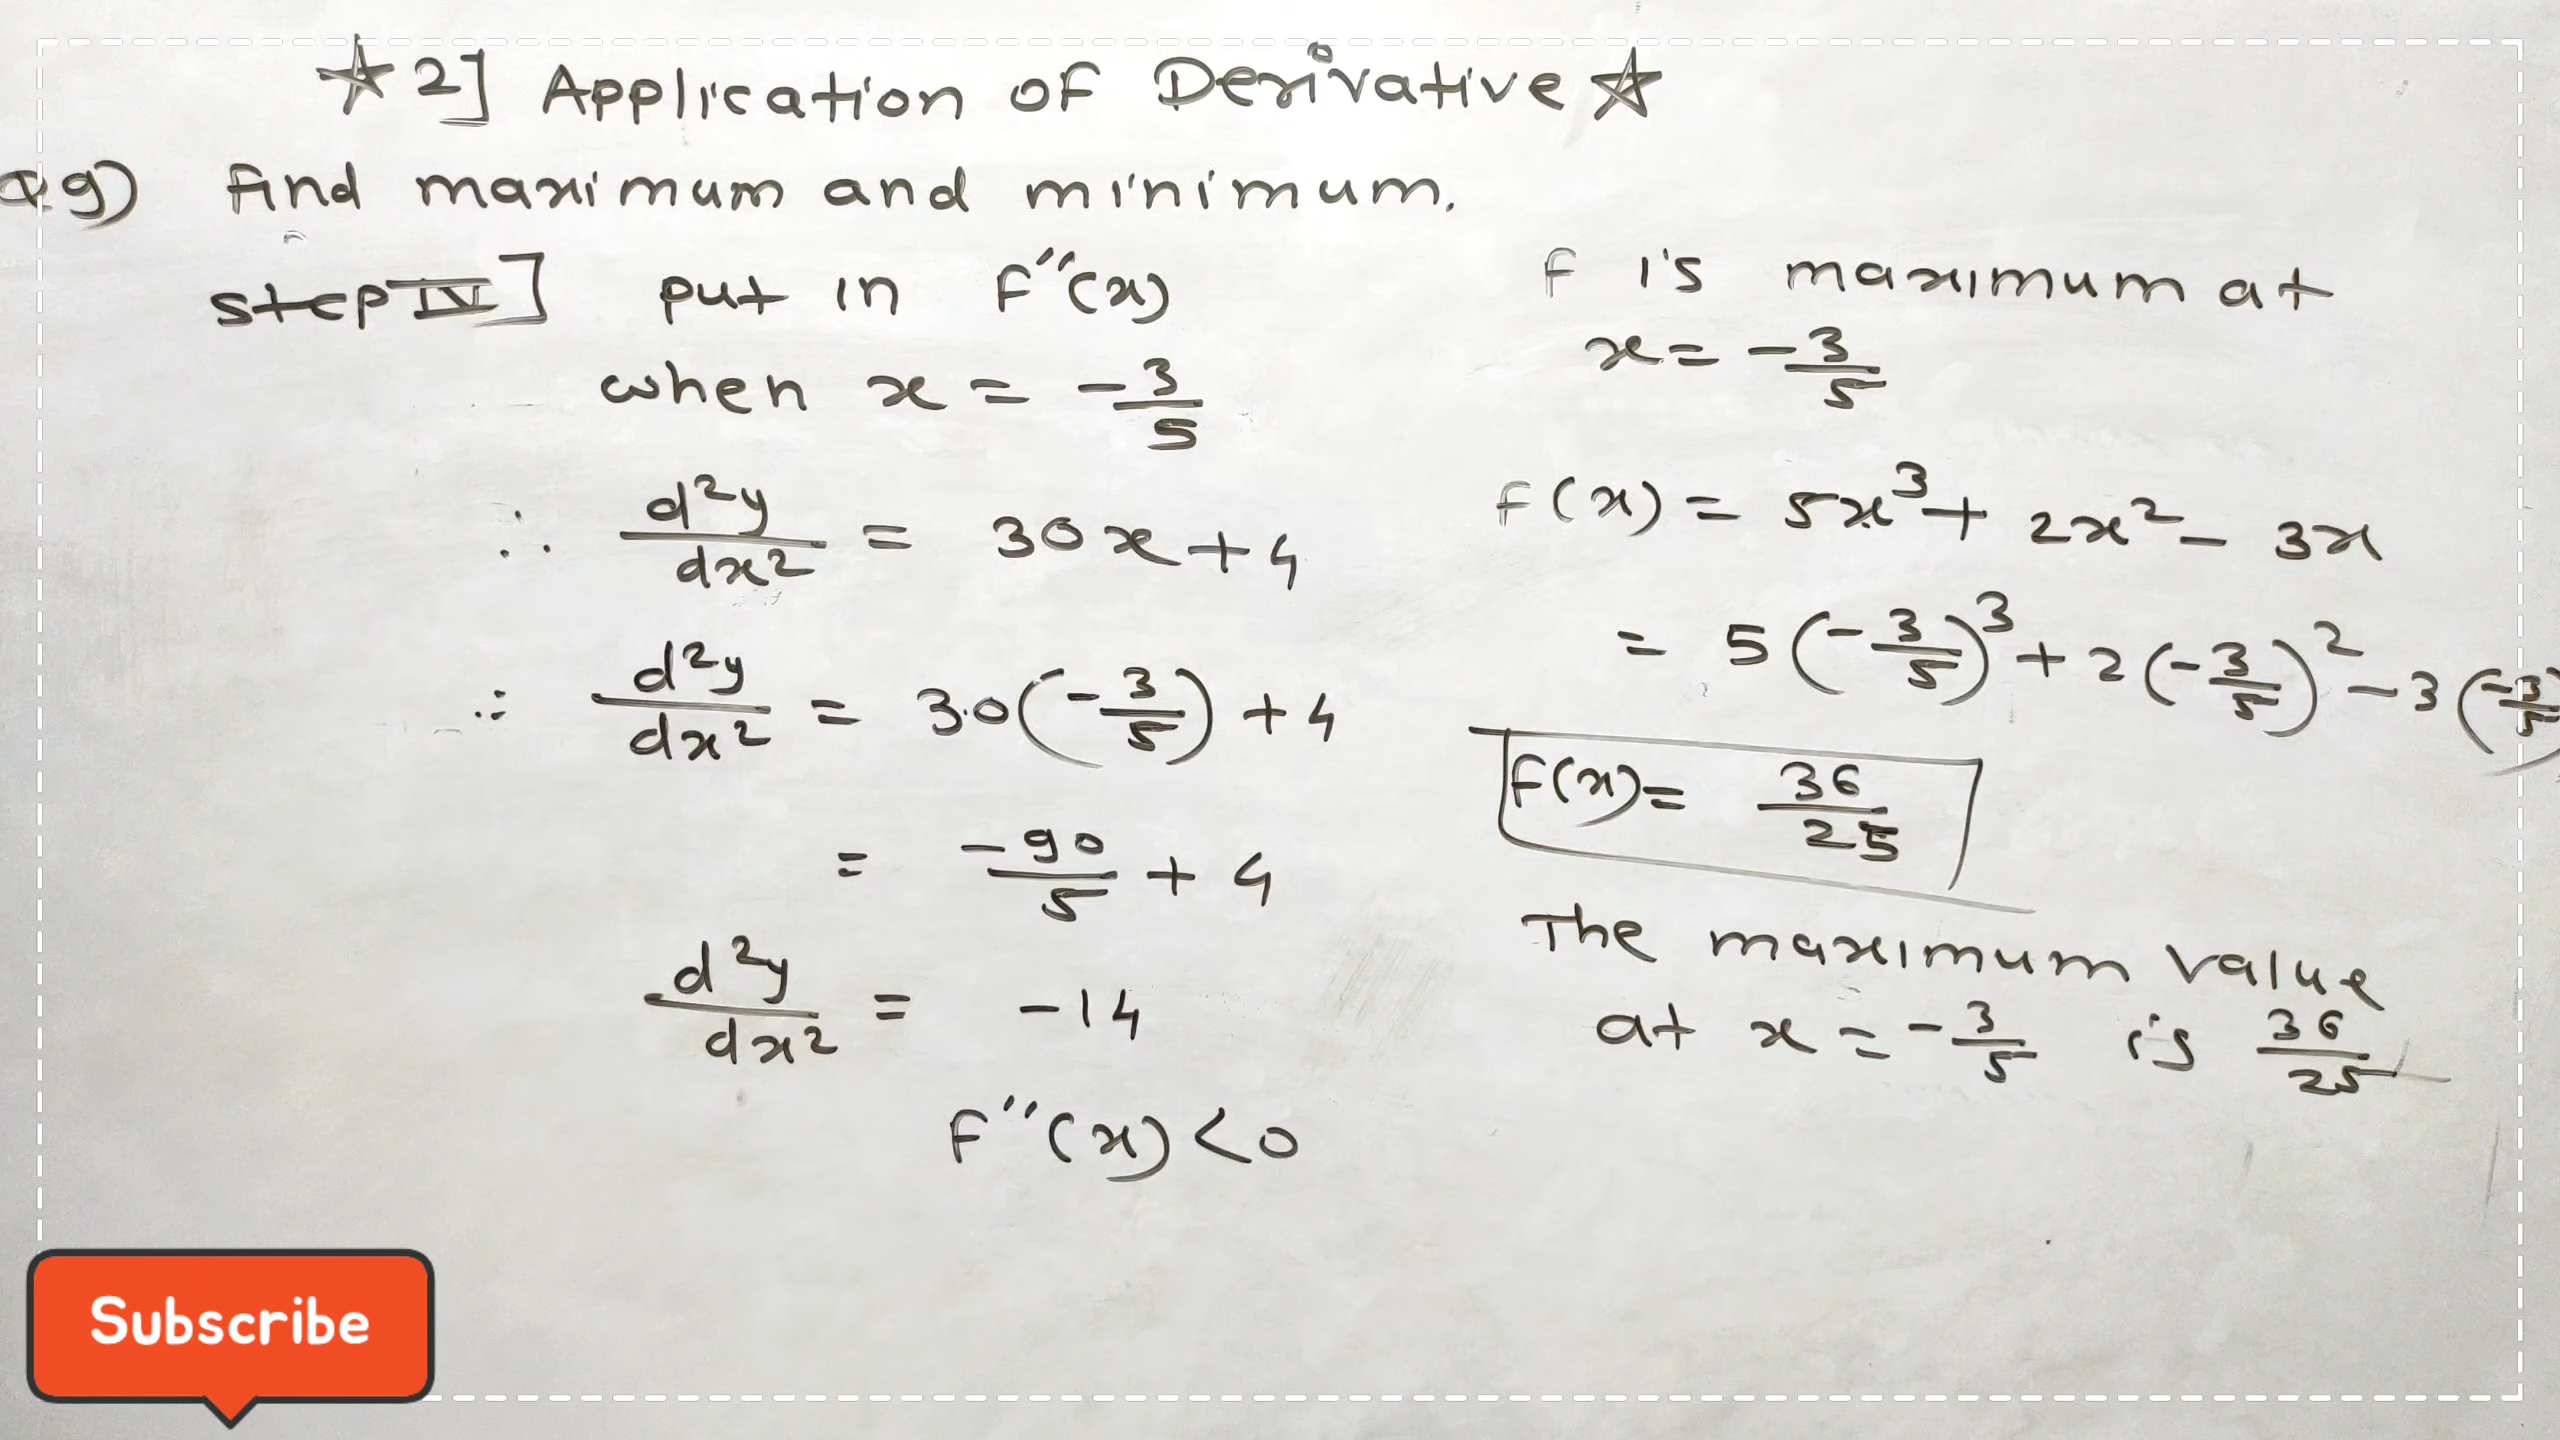 ☆ 2] Application of Derivative ☆
Q9) Find maximum and minimum.
step IV] put in F″(x)
when x = -3/5
∴ d²y/dx² = 30x + 4
∴ d²y/dx² = 30(-3/5) + 4
= -90/5 + 4
d²y/dx² = -14
F″(x) < 0
F is maximum at
x = -3/5
F(x) = 5x³ + 2x² - 3x
= 5(-3/5)³ + 2(-3/5)² - 3(-3/5)
F(x) = 36/25
The maximum value
at x = -3/5 is 36/25
Subscribe